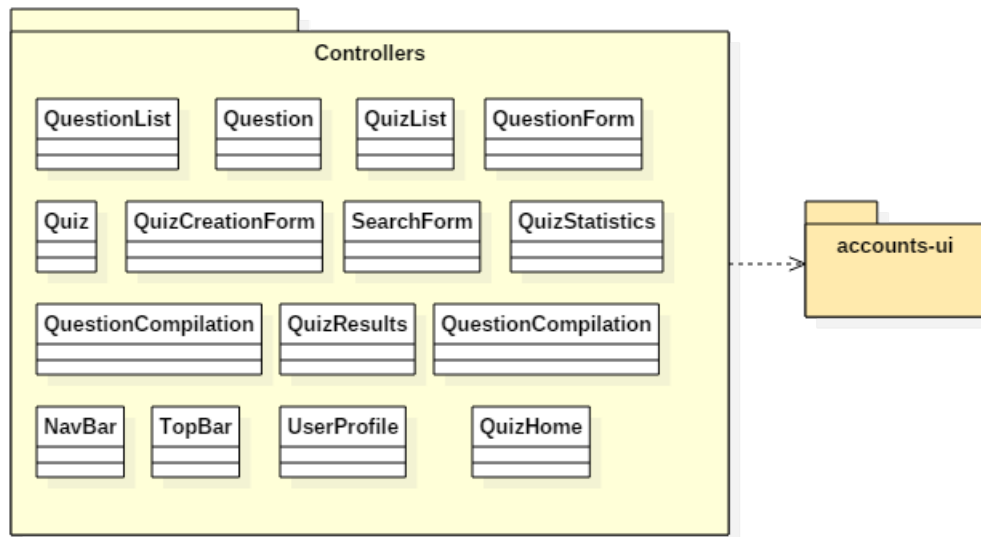 Controllers
QuestionList Question QuizList QuestionForm
Quiz QuizCreationForm SearchForm QuizStatistics
accounts-ui
QuestionCompilation QuizResults QuestionCompilation
NavBar TopBar UserProfile QuizHome